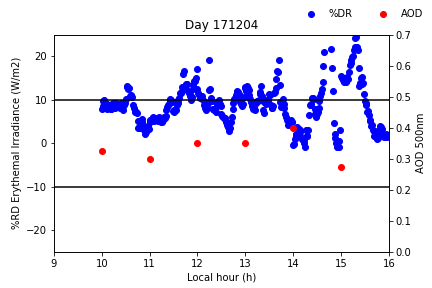 %DR AOD
Day 171204
%RD Erythemal Irradiance (W/m2)
20
10
0
−10
−20
0.7
0.6
0.5
0.4
0.3
0.2
0.1
0.0
AOD 500nm
9 10 11 12 13 14 15 16
Local hour (h)